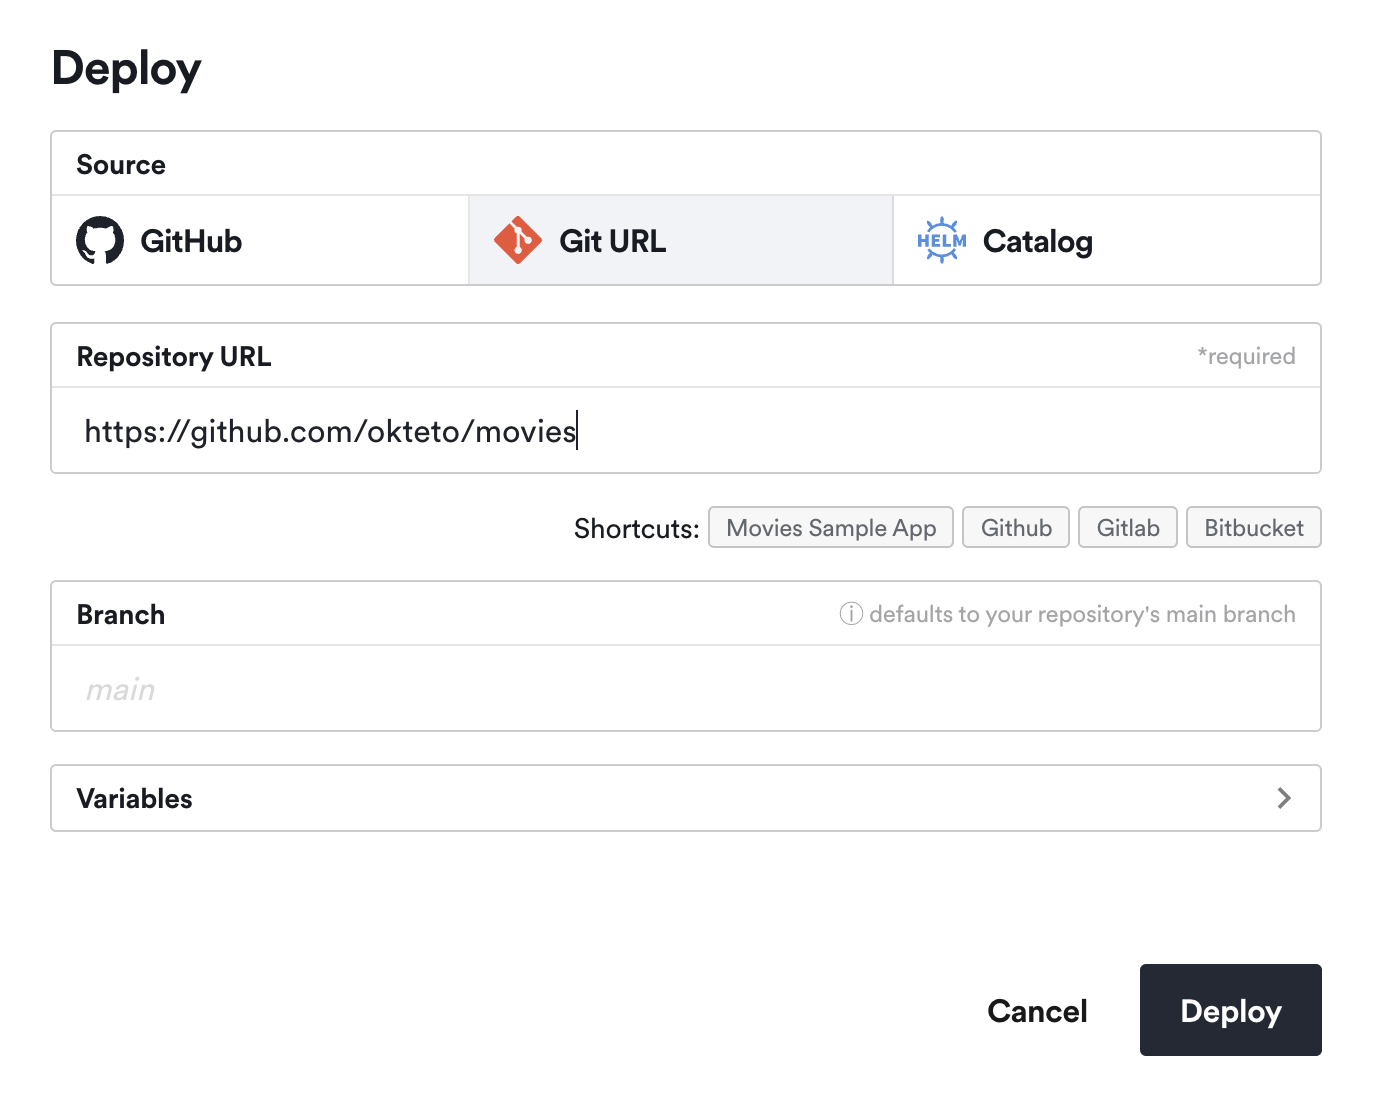 Deploy
Source
GitHub
Git URL
HELM
Catalog
Repository URL
*required
https://github.com/okteto/movies
Shortcuts: Movies Sample App Github Gitlab Bitbucket
Branch
defaults to your repository's main branch
main
Variables
Cancel
Deploy